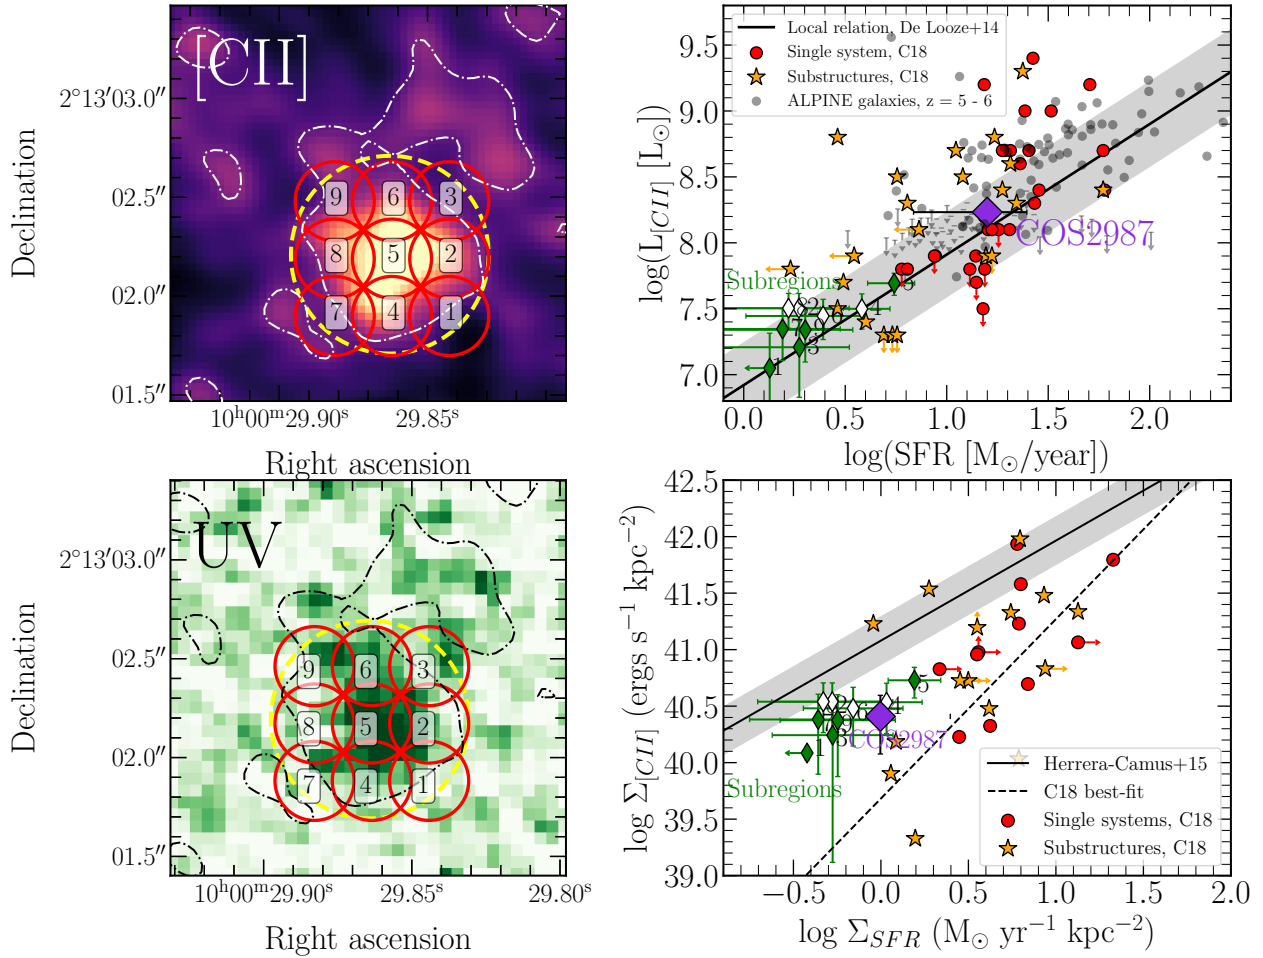 [CII]
Declination
2°13′03.0″
02.5″
02.0″
01.5″
9 6 3
8 5 2
7 4 1
10ʰ00ᵐ29.90ˢ 29.85ˢ
Right ascension
log(L[CII] [L⊙])
9.5
9.0
8.5
8.0
7.5
7.0
Local relation, De Looze+14
Single system, C18
Substructures, C18
ALPINE galaxies, z = 5 - 6
COS2987
Subregions
0.0 0.5 1.0 1.5 2.0
log(SFR [M⊙/year])
UV
Declination
2°13′03.0″
02.5″
02.0″
01.5″
9 6 3
8 5 2
7 4 1
10ʰ00ᵐ29.90ˢ 29.85ˢ 29.80ˢ
Right ascension
log Σ[CII] (ergs s⁻¹ kpc⁻²)
42.5
42.0
41.5
41.0
40.5
40.0
39.5
39.0
5
COS2987
Subregions
Herrera-Camus+15
C18 best-fit
Single systems, C18
Substructures, C18
−0.5 0.0 0.5 1.0 1.5 2.0
log ΣSFR (M⊙ yr⁻¹ kpc⁻²)